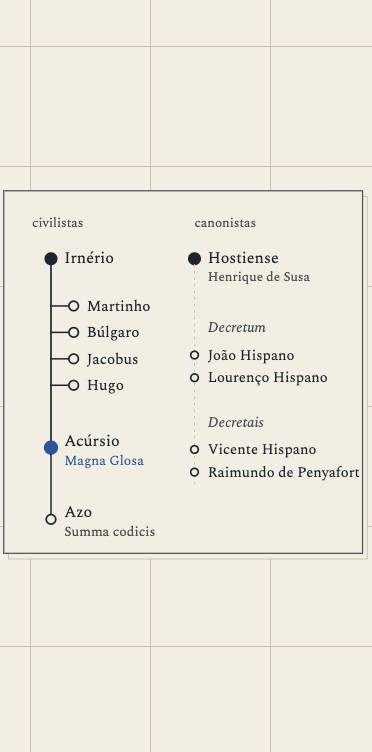 civilistas
Irnério
Martinho
Búlgaro
Jacobus
Hugo
Acúrsio
Magna Glosa
Azo
Summa codicis
canonistas
Hostiense
Henrique de Susa
Decretum
João Hispano
Lourenço Hispano
Decretais
Vicente Hispano
Raimundo de Penyafort